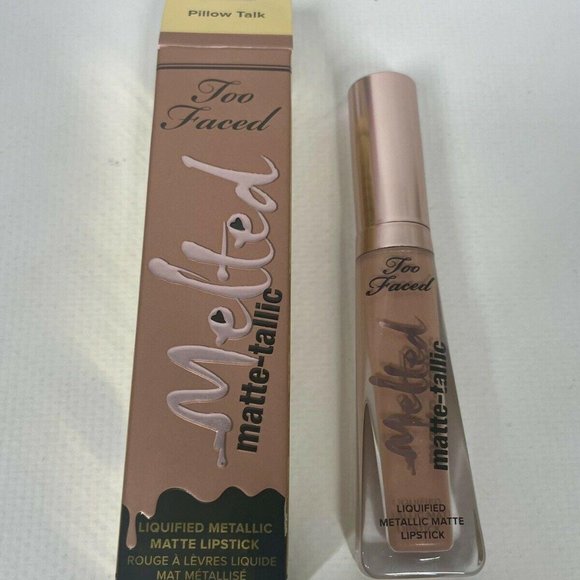 Pillow Talk
Too
Faced
Melted
matte-tallic
LIQUIFIED METALLIC
MATTE LIPSTICK
ROUGE À LÈVRES LIQUIDE
MAT MÉTALLISÉ
Too
Faced
Melted
matte-tallic
LIQUIFIED
METALLIC MATTE
LIPSTICK